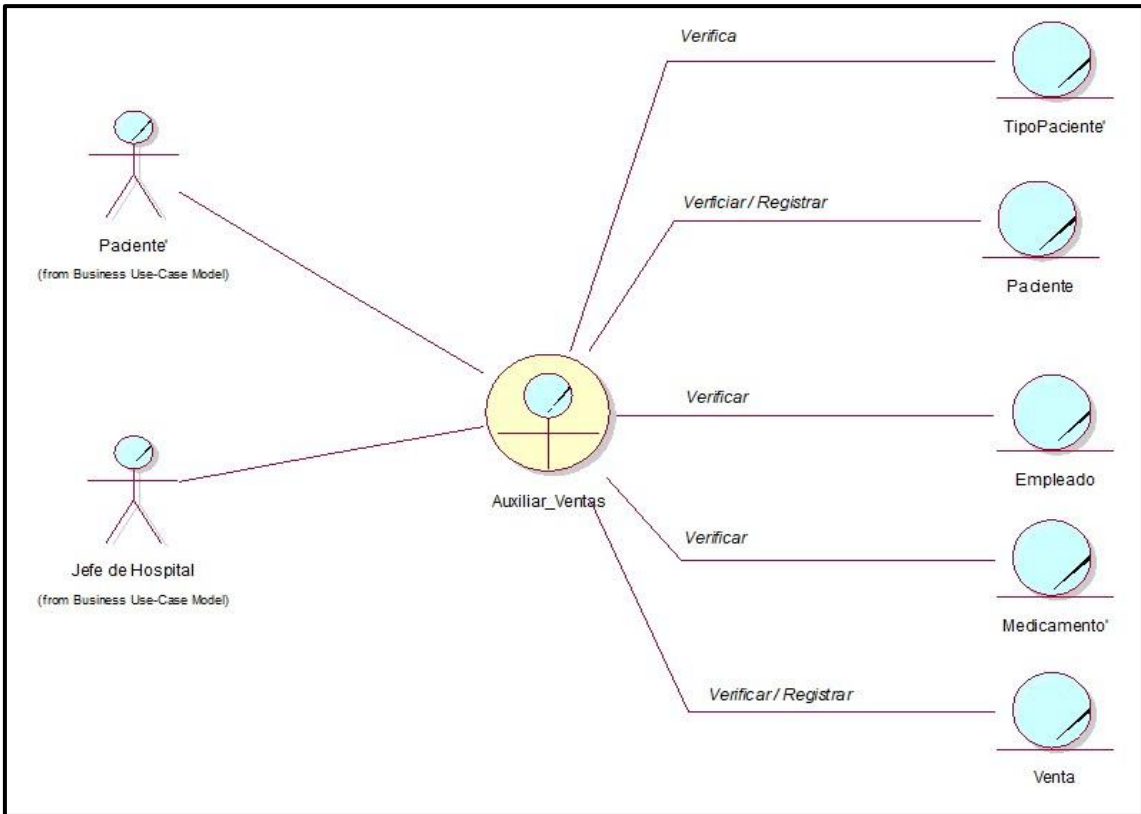 Verifica
TipoPaciente'
Paciente'
(from Business Use-Case Model)
Verficiar / Registrar
Paciente
Verificar
Empleado
Auxiliar_Ventas
Jefe de Hospital
(from Business Use-Case Model)
Verificar
Medicamento'
Verificar / Registrar
Venta